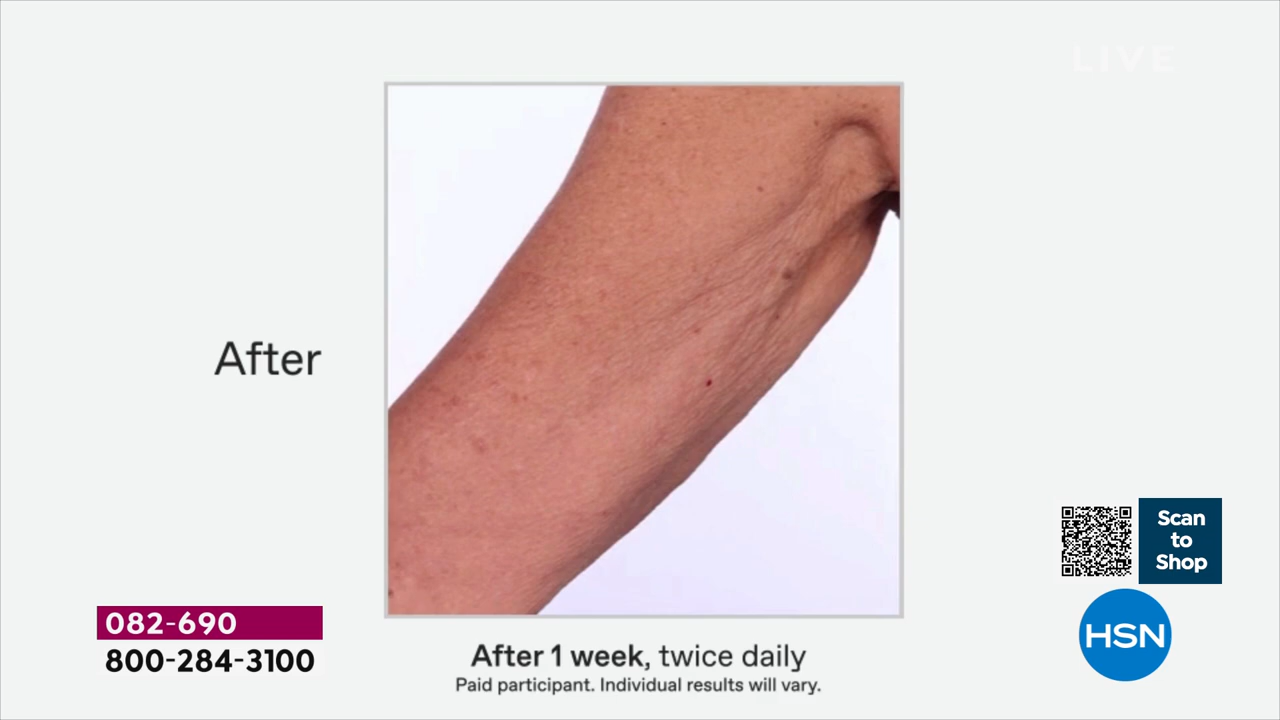 LIVE
After
Scan
to
Shop
082-690
800-284-3100
HSN
After 1 week, twice daily
Paid participant. Individual results will vary.